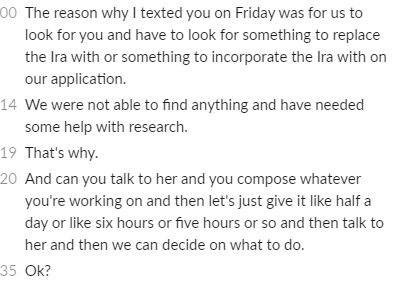 00 The reason why I texted you on Friday was for us to
look for you and have to look for something to replace
the Ira with or something to incorporate the Ira with on
our application.
14 We were not able to find anything and have needed
some help with research.
19 That's why.
20 And can you talk to her and you compose whatever
you're working on and then let's just give it like half a
day or like six hours or five hours or so and then talk to
her and then we can decide on what to do.
35 Ok?